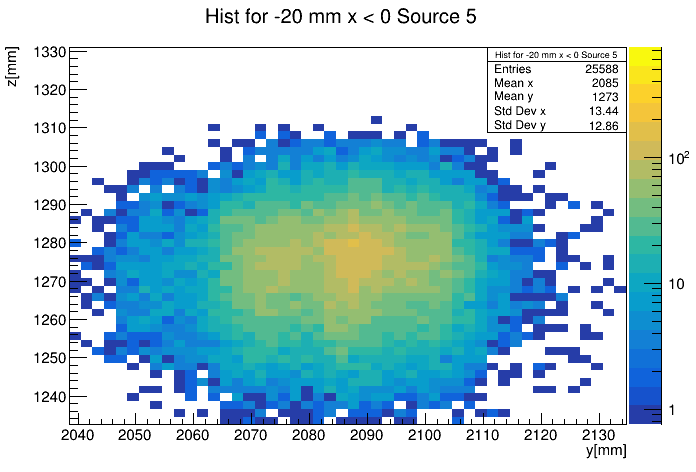 Hist for -20 mm x < 0 Source 5
z[mm]
1330
1320
1310
1300
1290
1280
1270
1260
1250
1240
Hist for -20 mm x < 0 Source 5
Entries 25588
Mean x 2085
Mean y 1273
Std Dev x 13.44
Std Dev y 12.86
10²
10
1
2040 2050 2060 2070 2080 2090 2100 2110 2120 2130
y[mm]